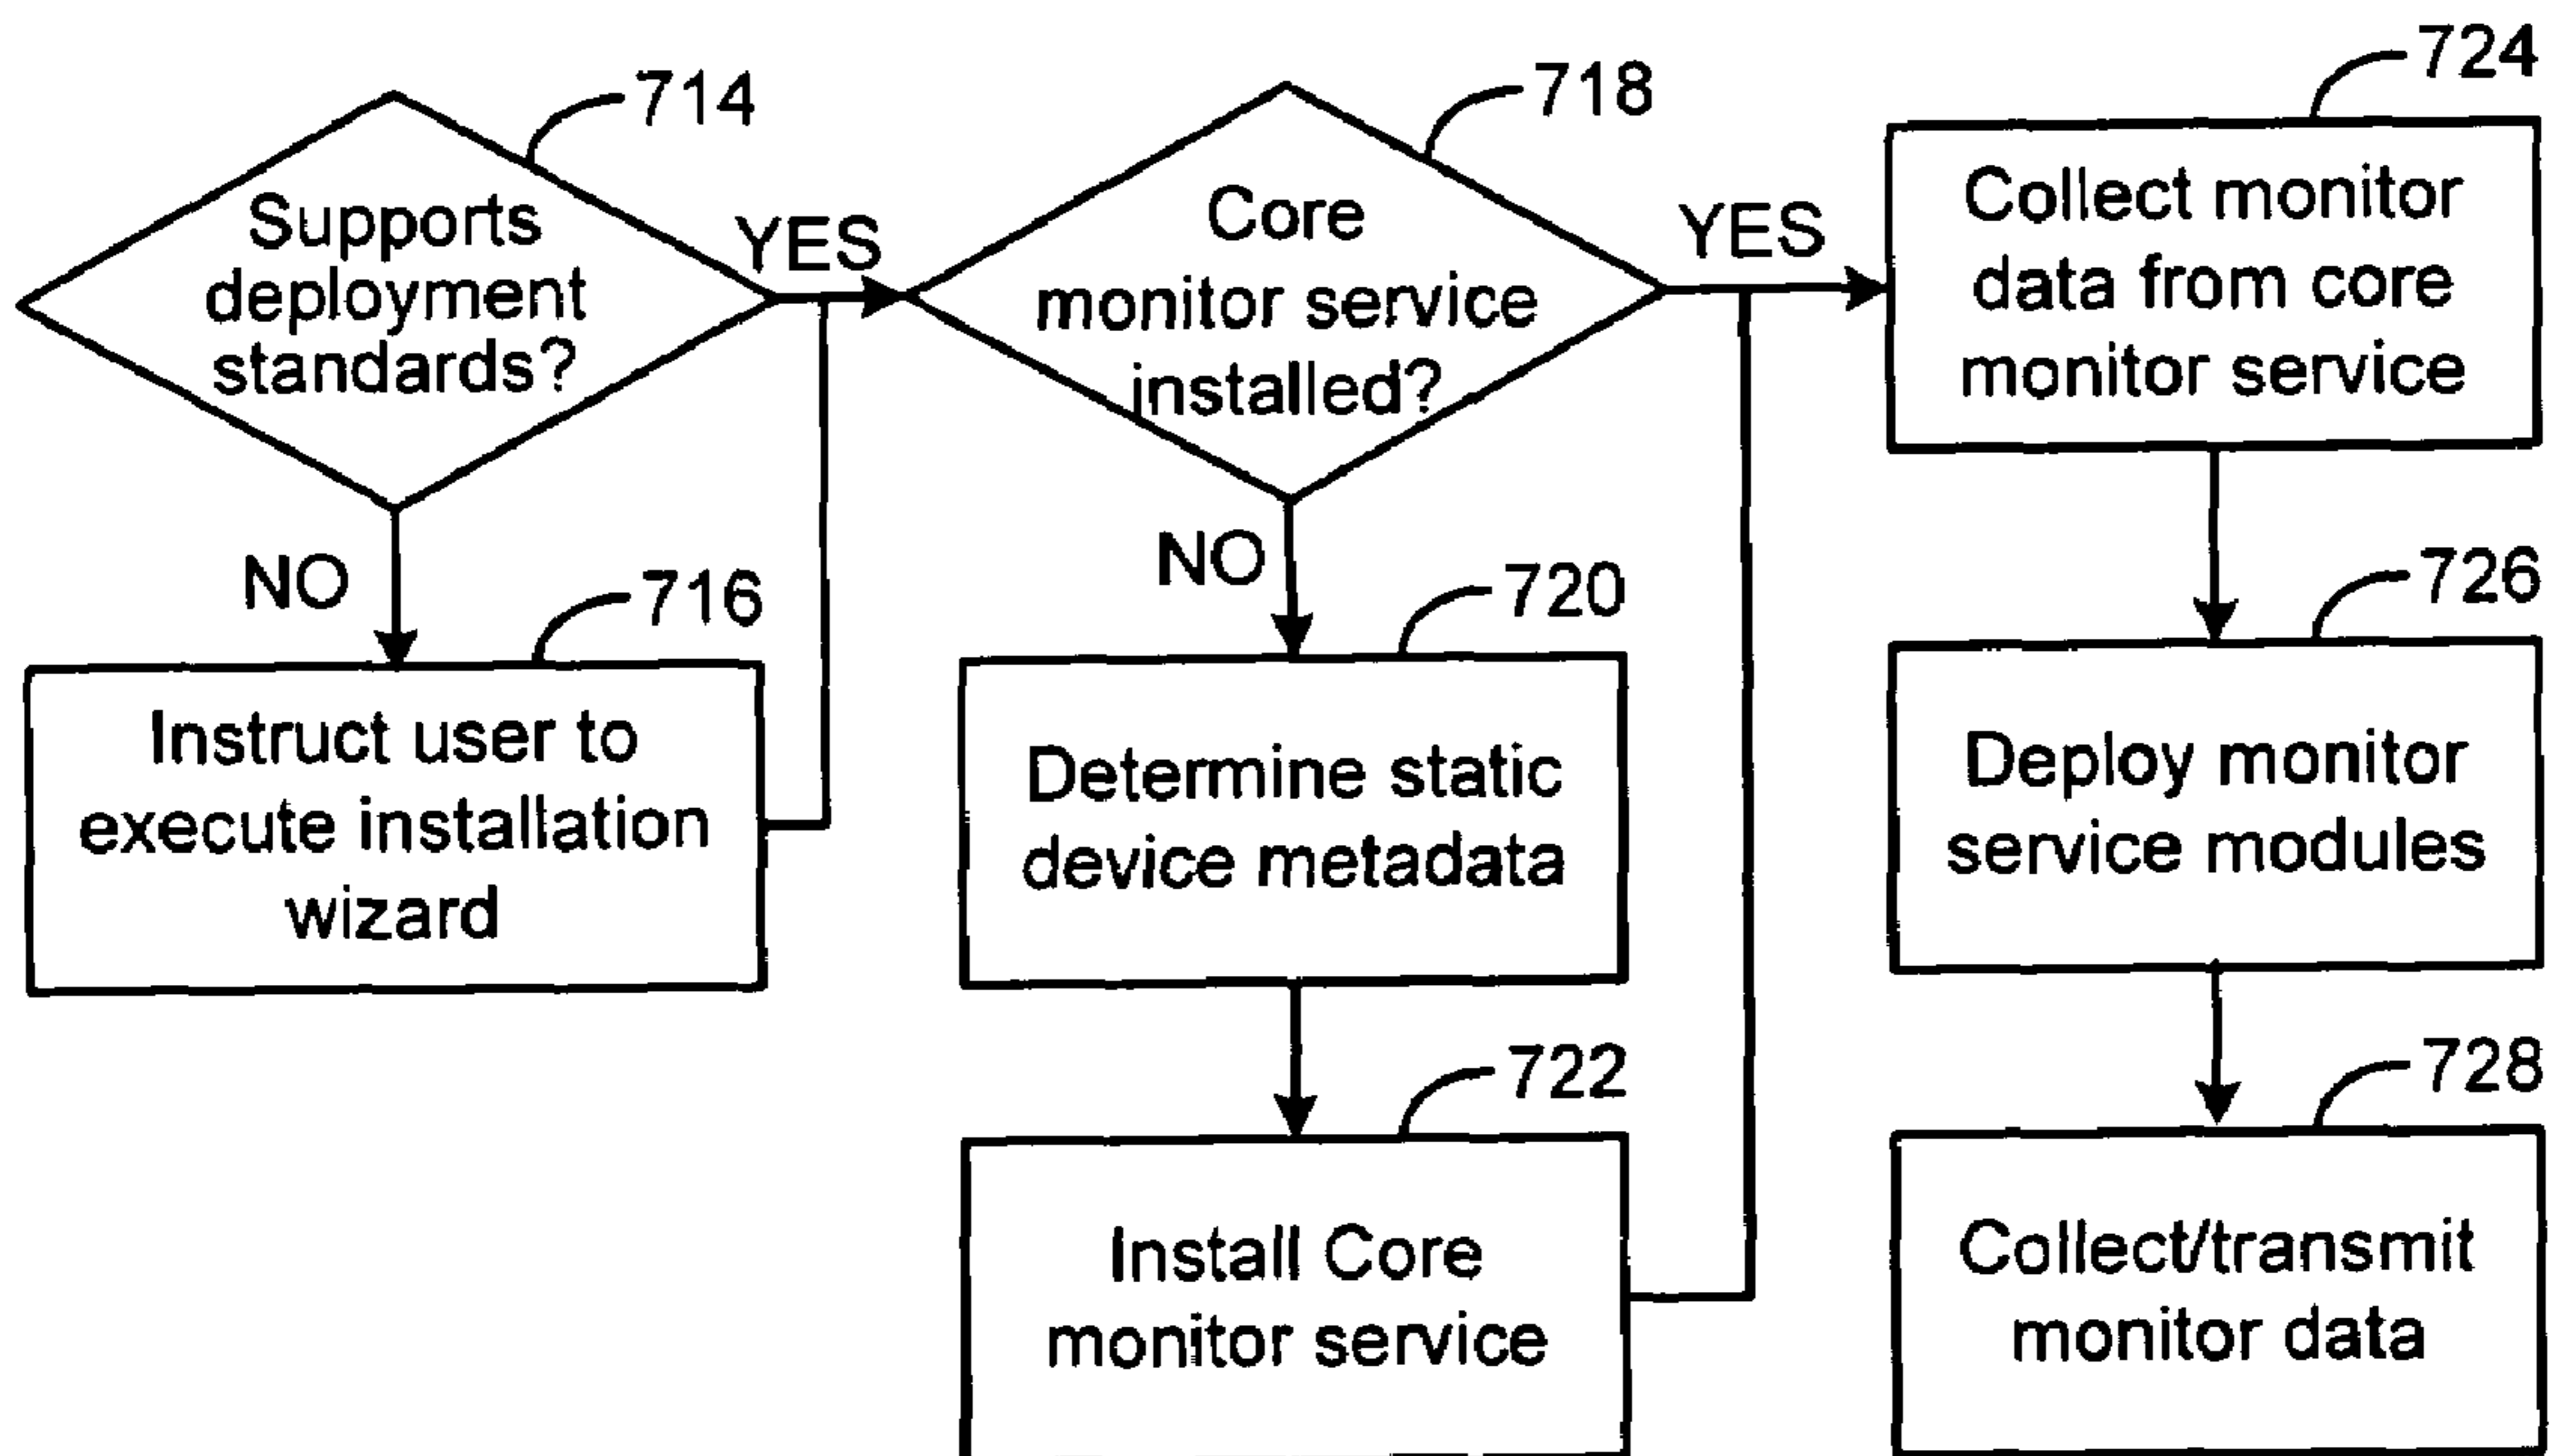 714
Supports
deployment
standards?
YES
NO
716
Instruct user to
execute installation
wizard
718
Core
monitor service
installed?
YES
NO
720
Determine static
device metadata
722
Install Core
monitor service
724
Collect monitor
data from core
monitor service
726
Deploy monitor
service modules
728
Collect/transmit
monitor data